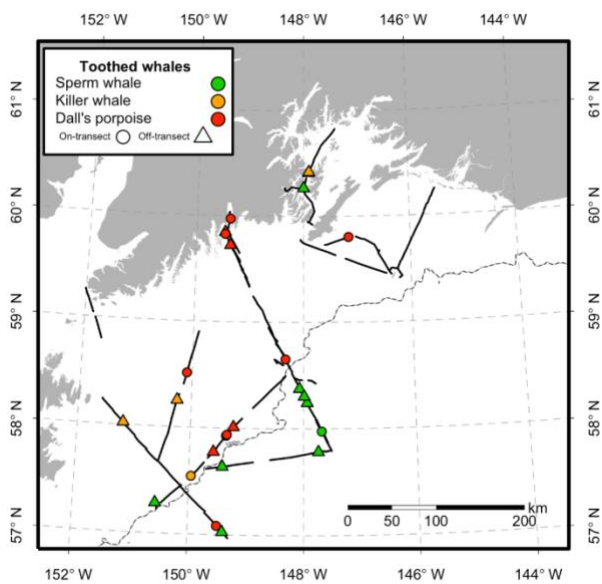 152° W 150° W 148° W 146° W 144° W
Toothed whales
Sperm whale
Killer whale
Dall's porpoise
On-transect Off-transect
61° N 61° N
60° N 60° N
59° N 59° N
58° N 58° N
57° N 57° N
km
0 50 100 200
152° W 150° W 148° W 146° W 144° W